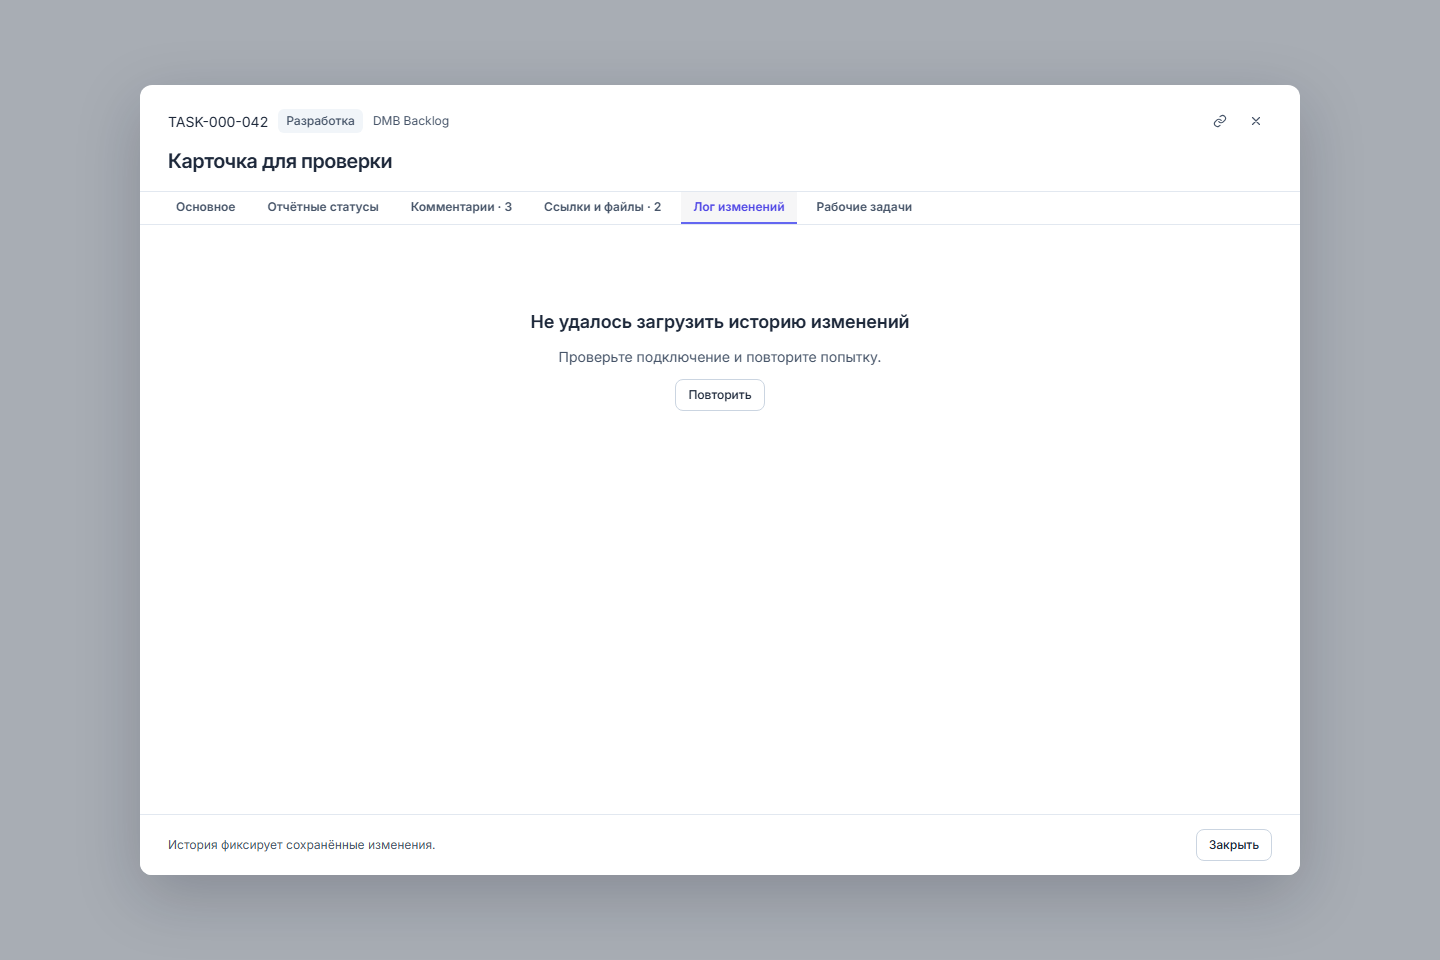 TASK-000-042 Разработка DMB Backlog
Карточка для проверки
Основное Отчётные статусы Комментарии · 3 Ссылки и файлы · 2 Лог изменений Рабочие задачи
Не удалось загрузить историю изменений
Проверьте подключение и повторите попытку.
Повторить
История фиксирует сохранённые изменения. Закрыть